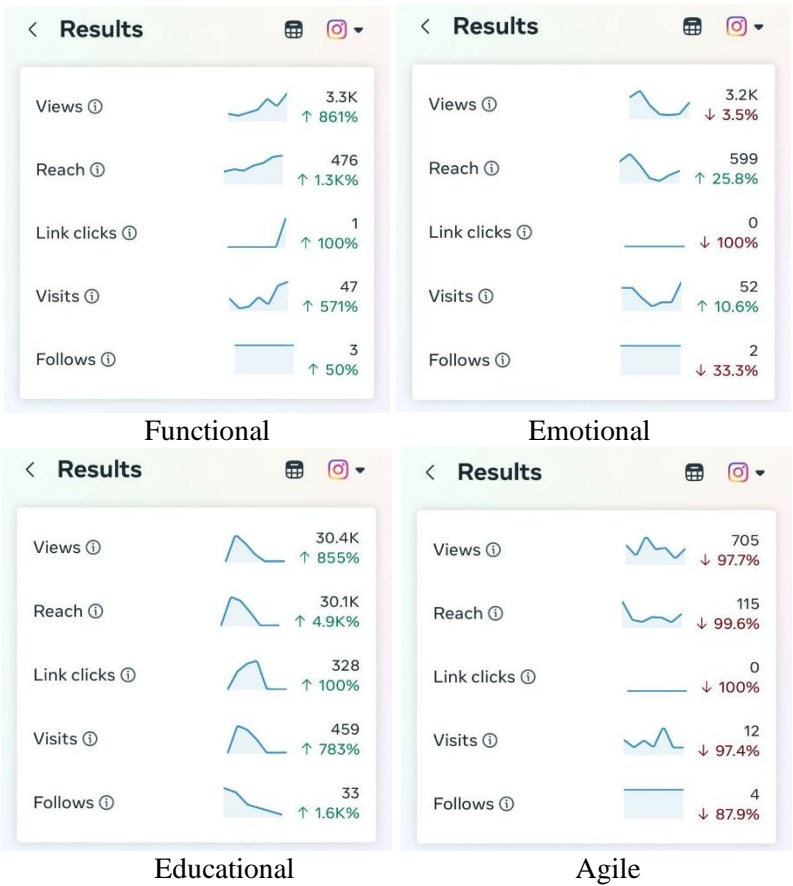 Results
Views
3.3K
↑ 861%
Reach
476
↑ 1.3K%
Link clicks
1
↑ 100%
Visits
47
↑ 571%
Follows
3
↑ 50%
Functional
Results
Views
3.2K
↓ 3.5%
Reach
599
↑ 25.8%
Link clicks
0
↓ 100%
Visits
52
↑ 10.6%
Follows
2
↓ 33.3%
Emotional
Results
Views
30.4K
↑ 855%
Reach
30.1K
↑ 4.9K%
Link clicks
328
↑ 100%
Visits
459
↑ 783%
Follows
33
↑ 1.6K%
Educational
Results
Views
705
↓ 97.7%
Reach
115
↓ 99.6%
Link clicks
0
↓ 100%
Visits
12
↓ 97.4%
Follows
4
↓ 87.9%
Agile